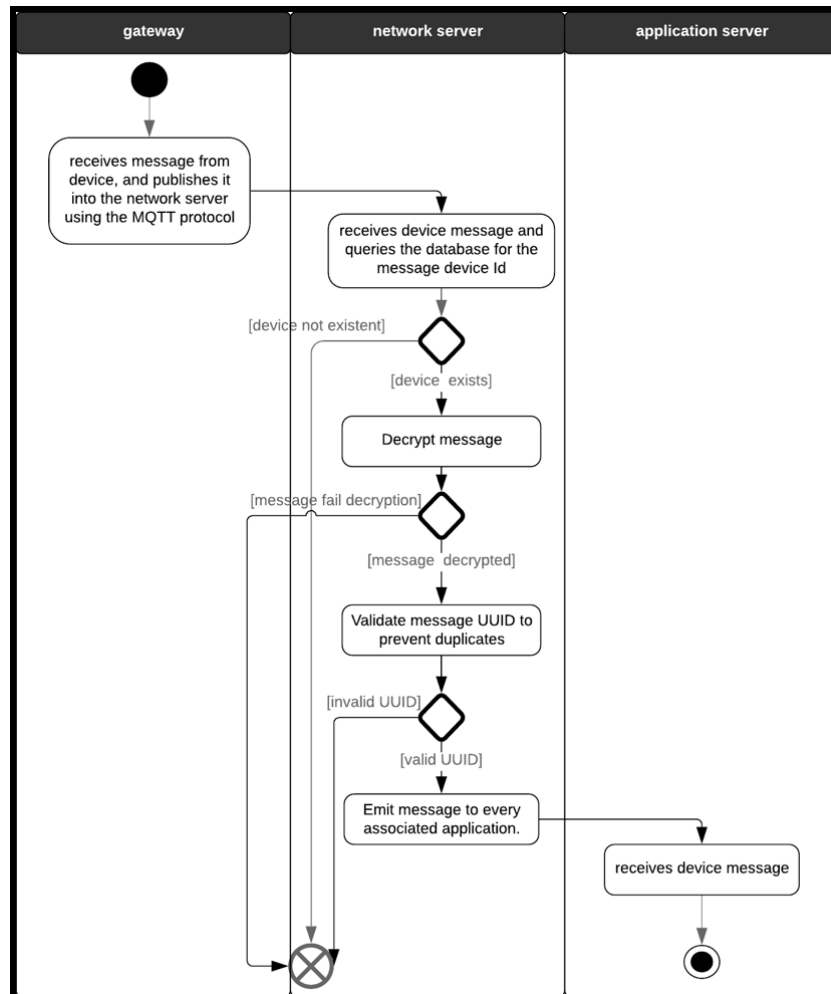 gateway
network server
application server
receives message from
device, and publishes it
into the network server
using the MQTT protocol
receives device message and
queries the database for the
message device Id
[device not existent]
[device  exists]
Decrypt message
[message fail decryption]
[message  decrypted]
Validate message UUID to
prevent duplicates
[invalid UUID]
[valid UUID]
Emit message to every
associated application.
receives device message